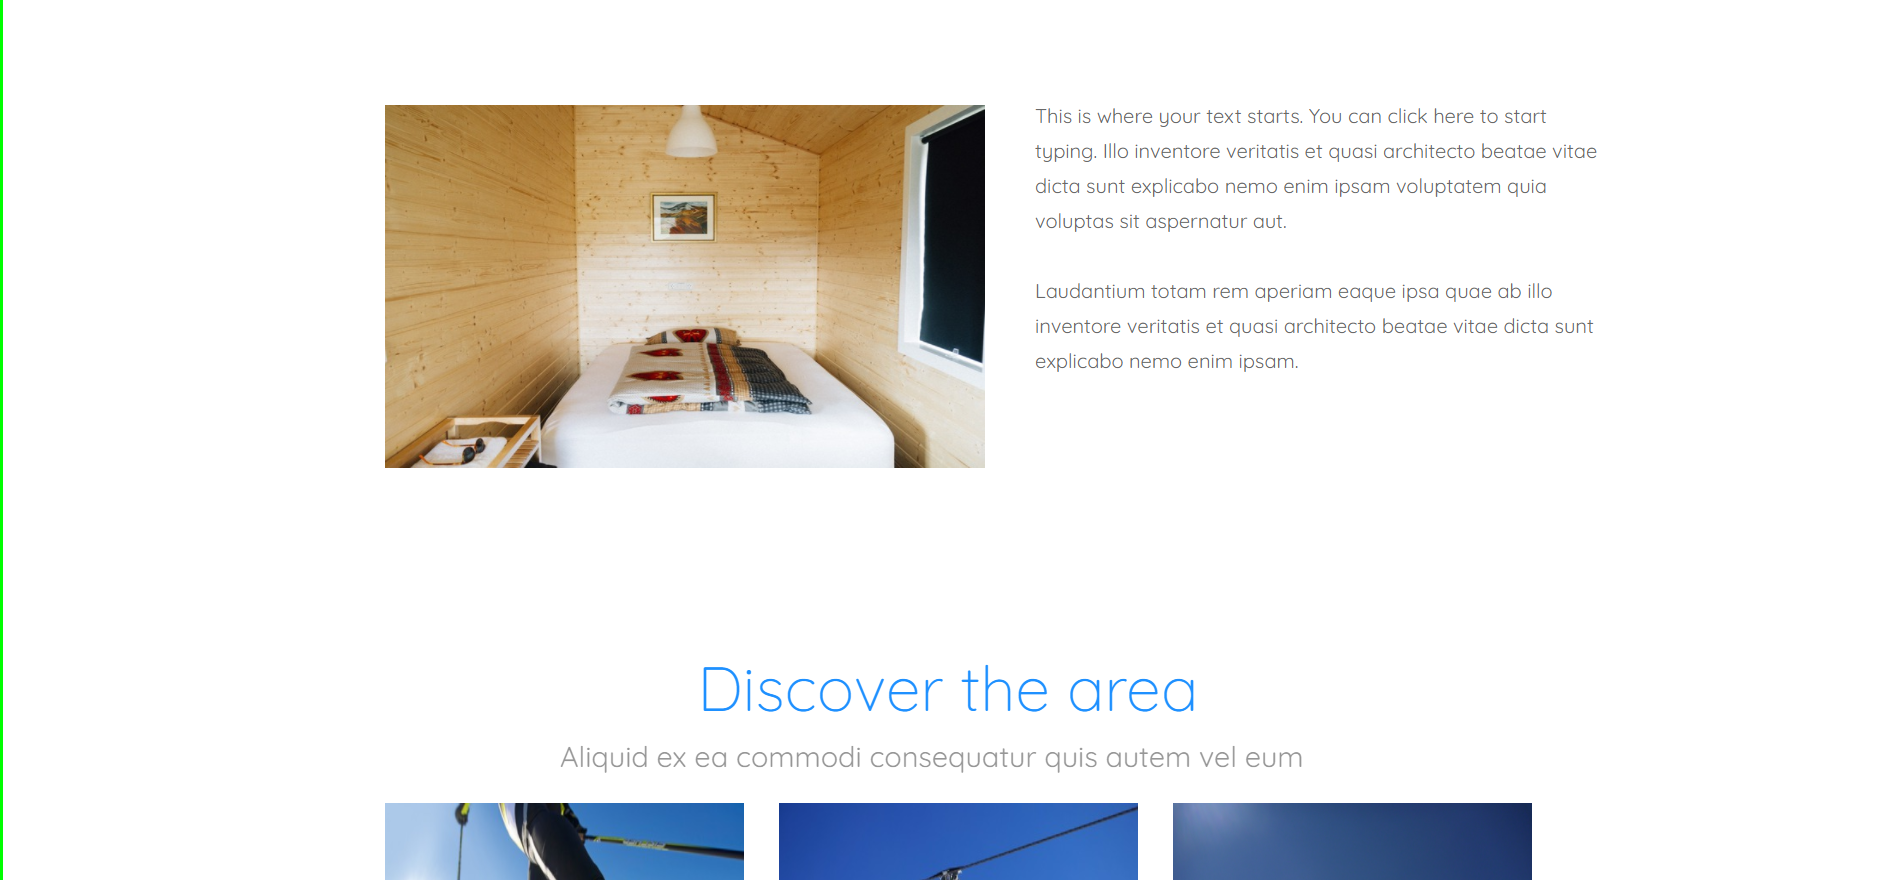 This is where your text starts. You can click here to start
typing. Illo inventore veritatis et quasi architecto beatae vitae
dicta sunt explicabo nemo enim ipsam voluptatem quia
voluptas sit aspernatur aut.
Laudantium totam rem aperiam eaque ipsa quae ab illo
inventore veritatis et quasi architecto beatae vitae dicta sunt
explicabo nemo enim ipsam.
Discover the area
Aliquid ex ea commodi consequatur quis autem vel eum